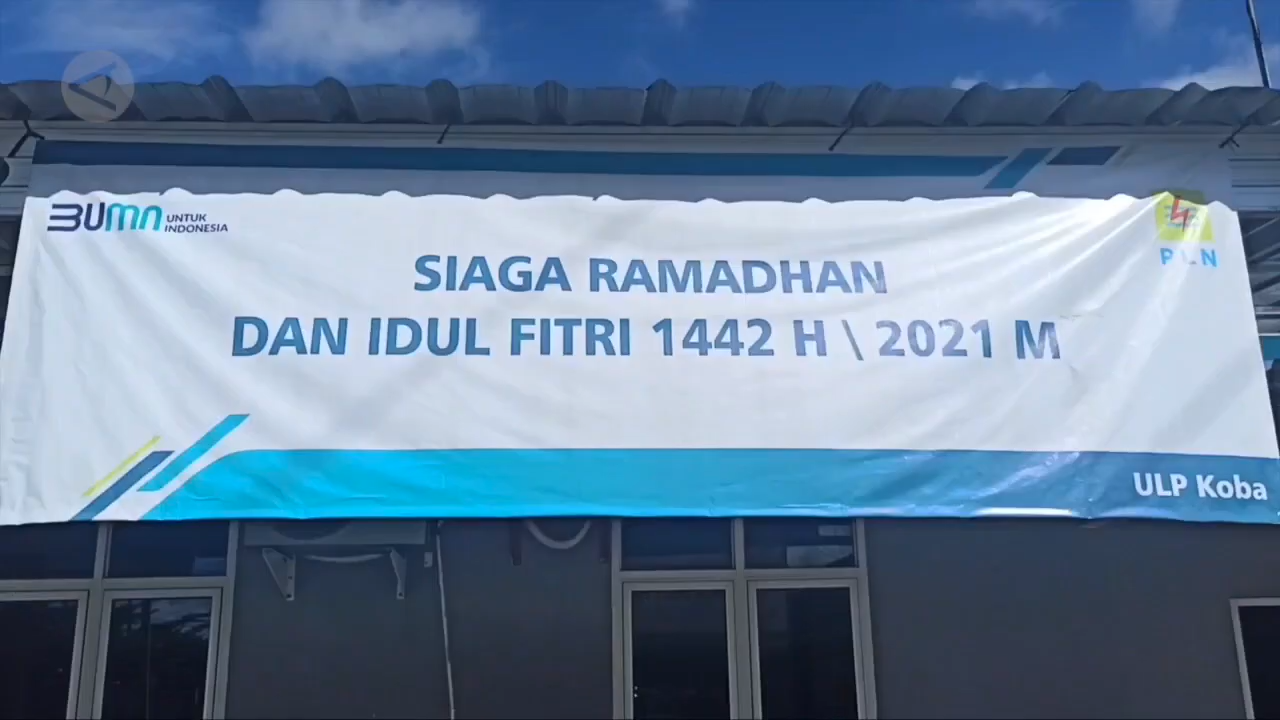 BUMN UNTUK
INDONESIA
PLN
SIAGA RAMADHAN
DAN IDUL FITRI 1442 H \ 2021 M
ULP Koba